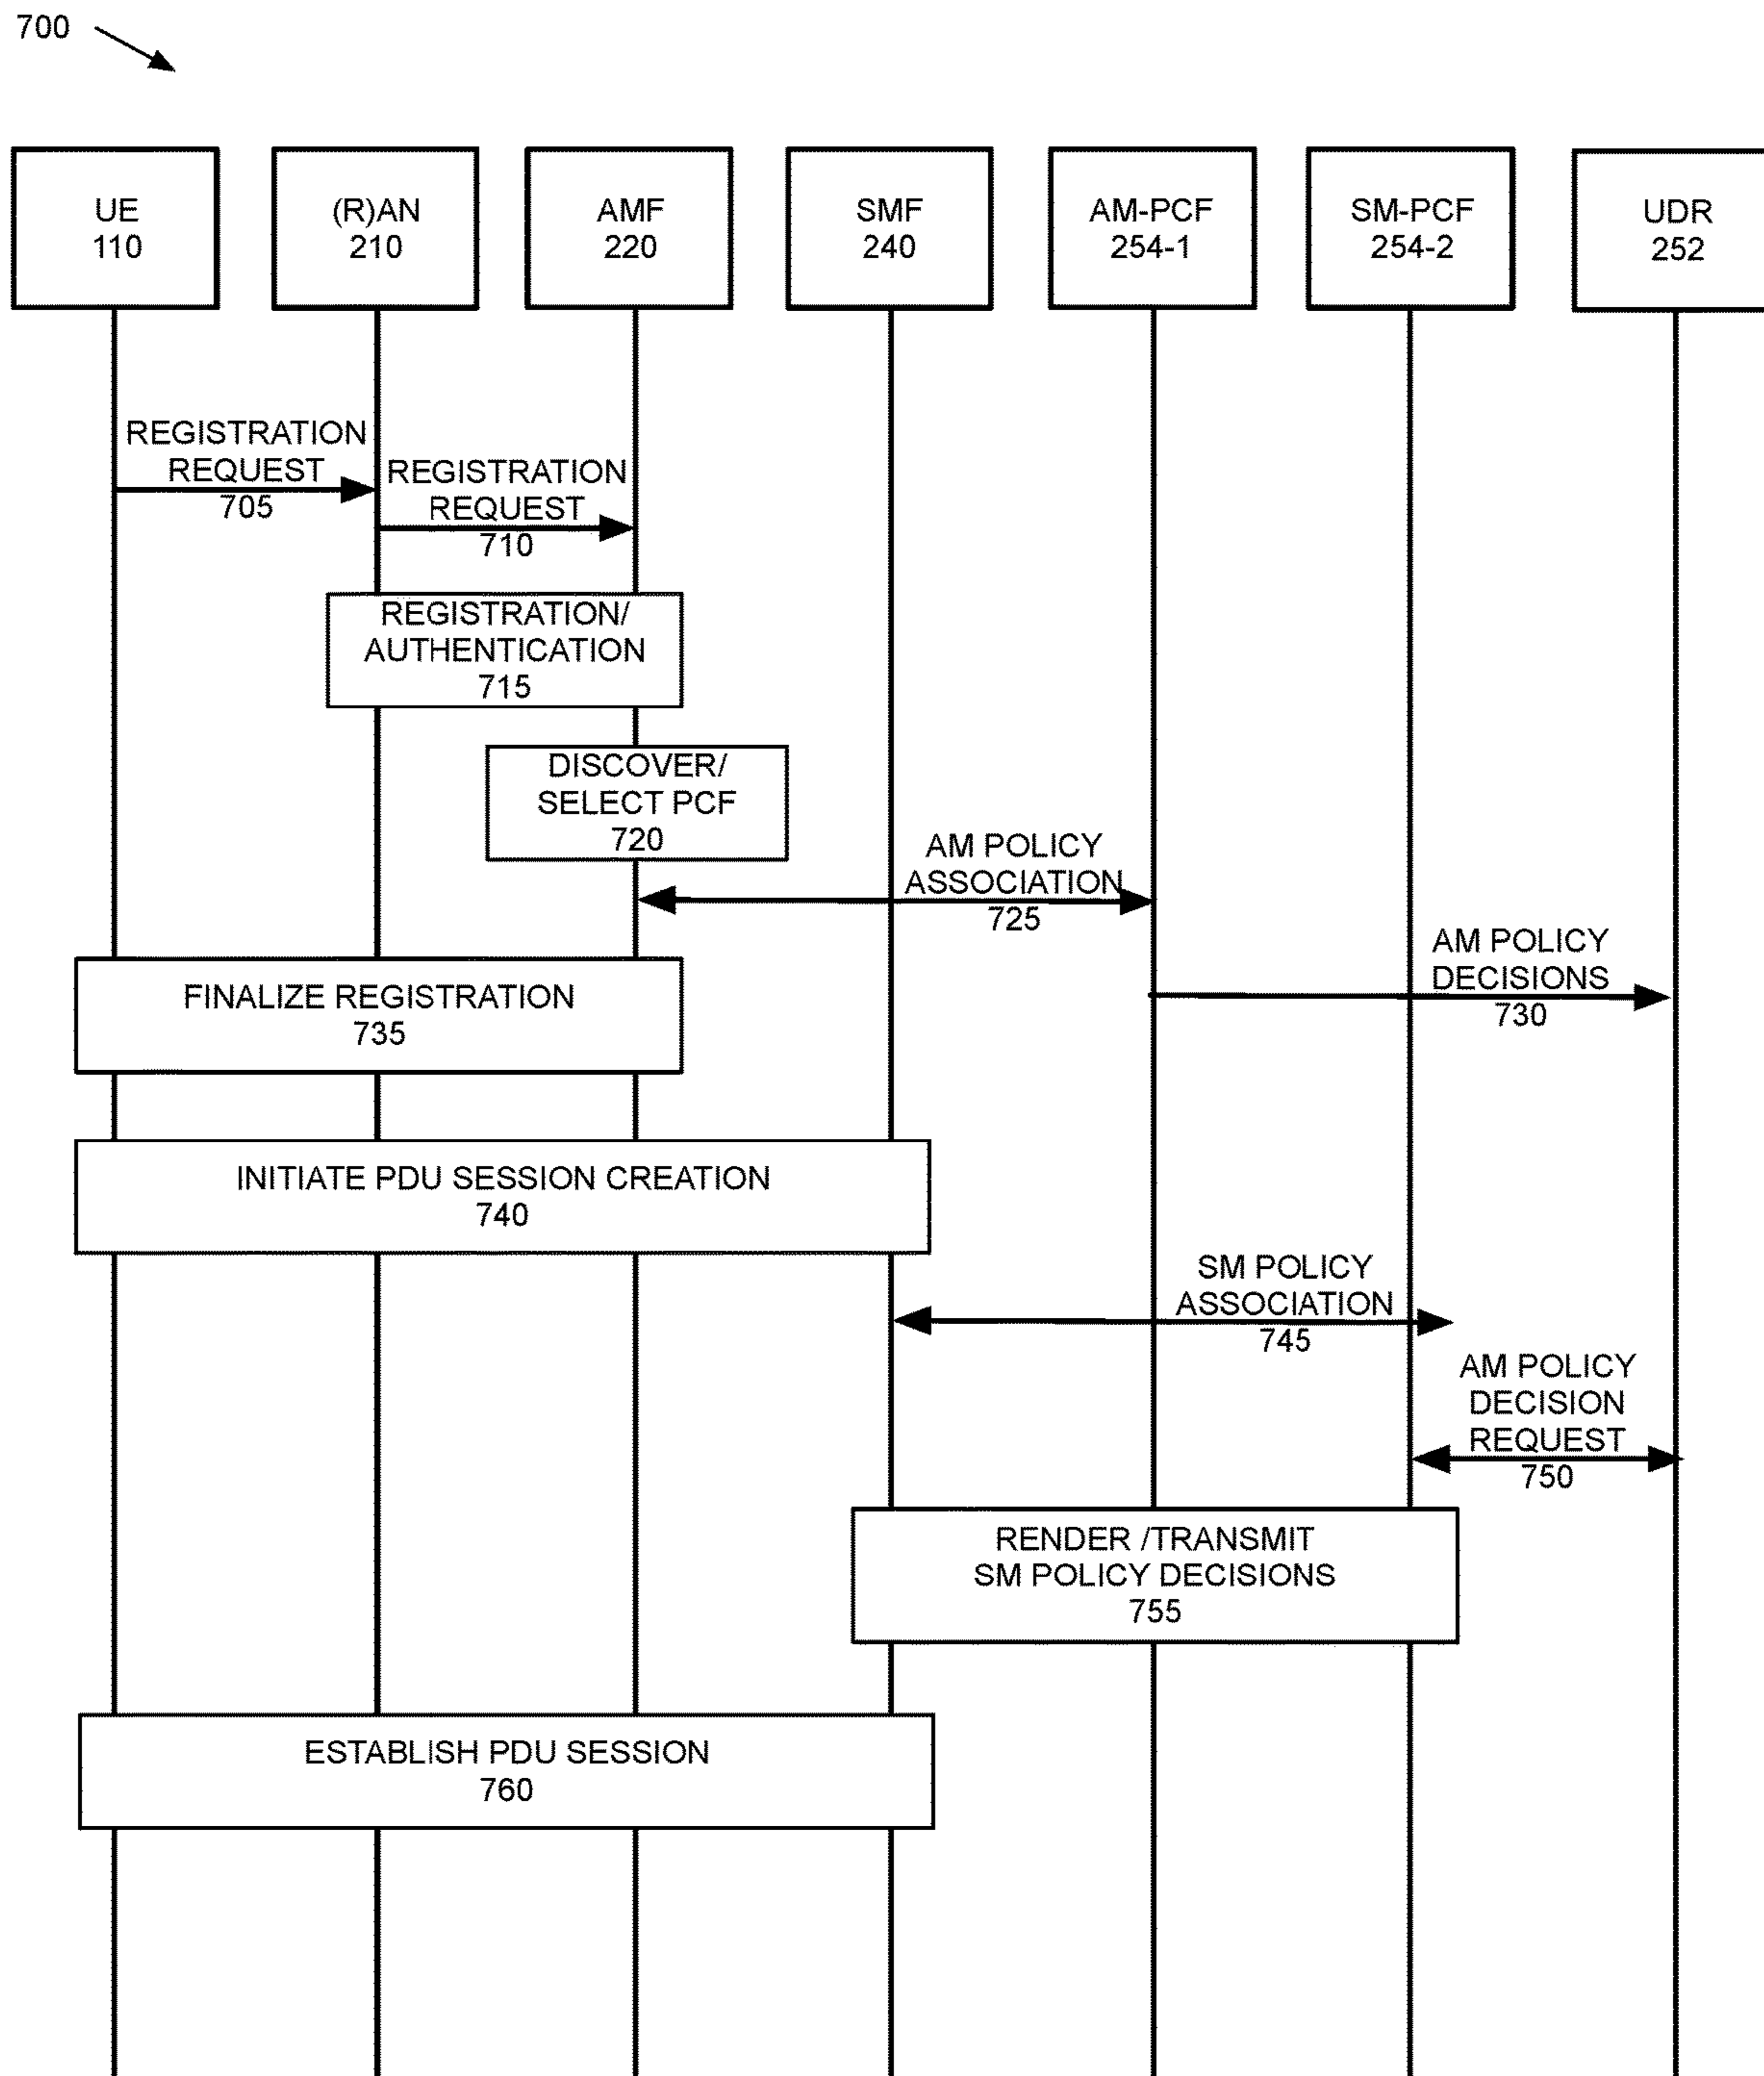 700
UE
110
(R)AN
210
AMF
220
SMF
240
AM-PCF
254-1
SM-PCF
254-2
UDR
252
REGISTRATION
REQUEST
705
REGISTRATION
REQUEST
710
REGISTRATION/
AUTHENTICATION
715
DISCOVER/
SELECT PCF
720
AM POLICY
ASSOCIATION
725
AM POLICY
DECISIONS
730
FINALIZE REGISTRATION
735
INITIATE PDU SESSION CREATION
740
SM POLICY
ASSOCIATION
745
AM POLICY
DECISION
REQUEST
750
RENDER /TRANSMIT
SM POLICY DECISIONS
755
ESTABLISH PDU SESSION
760